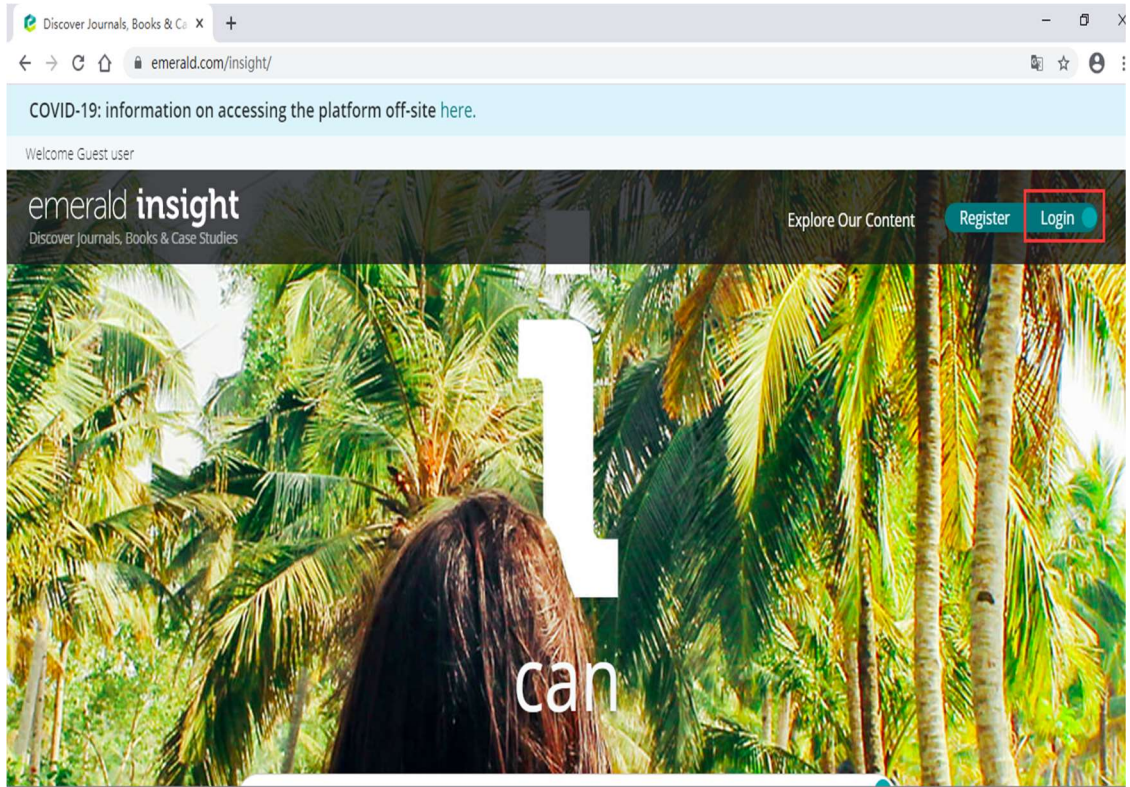 Discover Journals, Books & Ca
emerald.com/insight/
COVID-19: information on accessing the platform off-site here.
Welcome Guest user
emerald insight
Discover Journals, Books & Case Studies
Explore Our Content
Register
Login
i
can